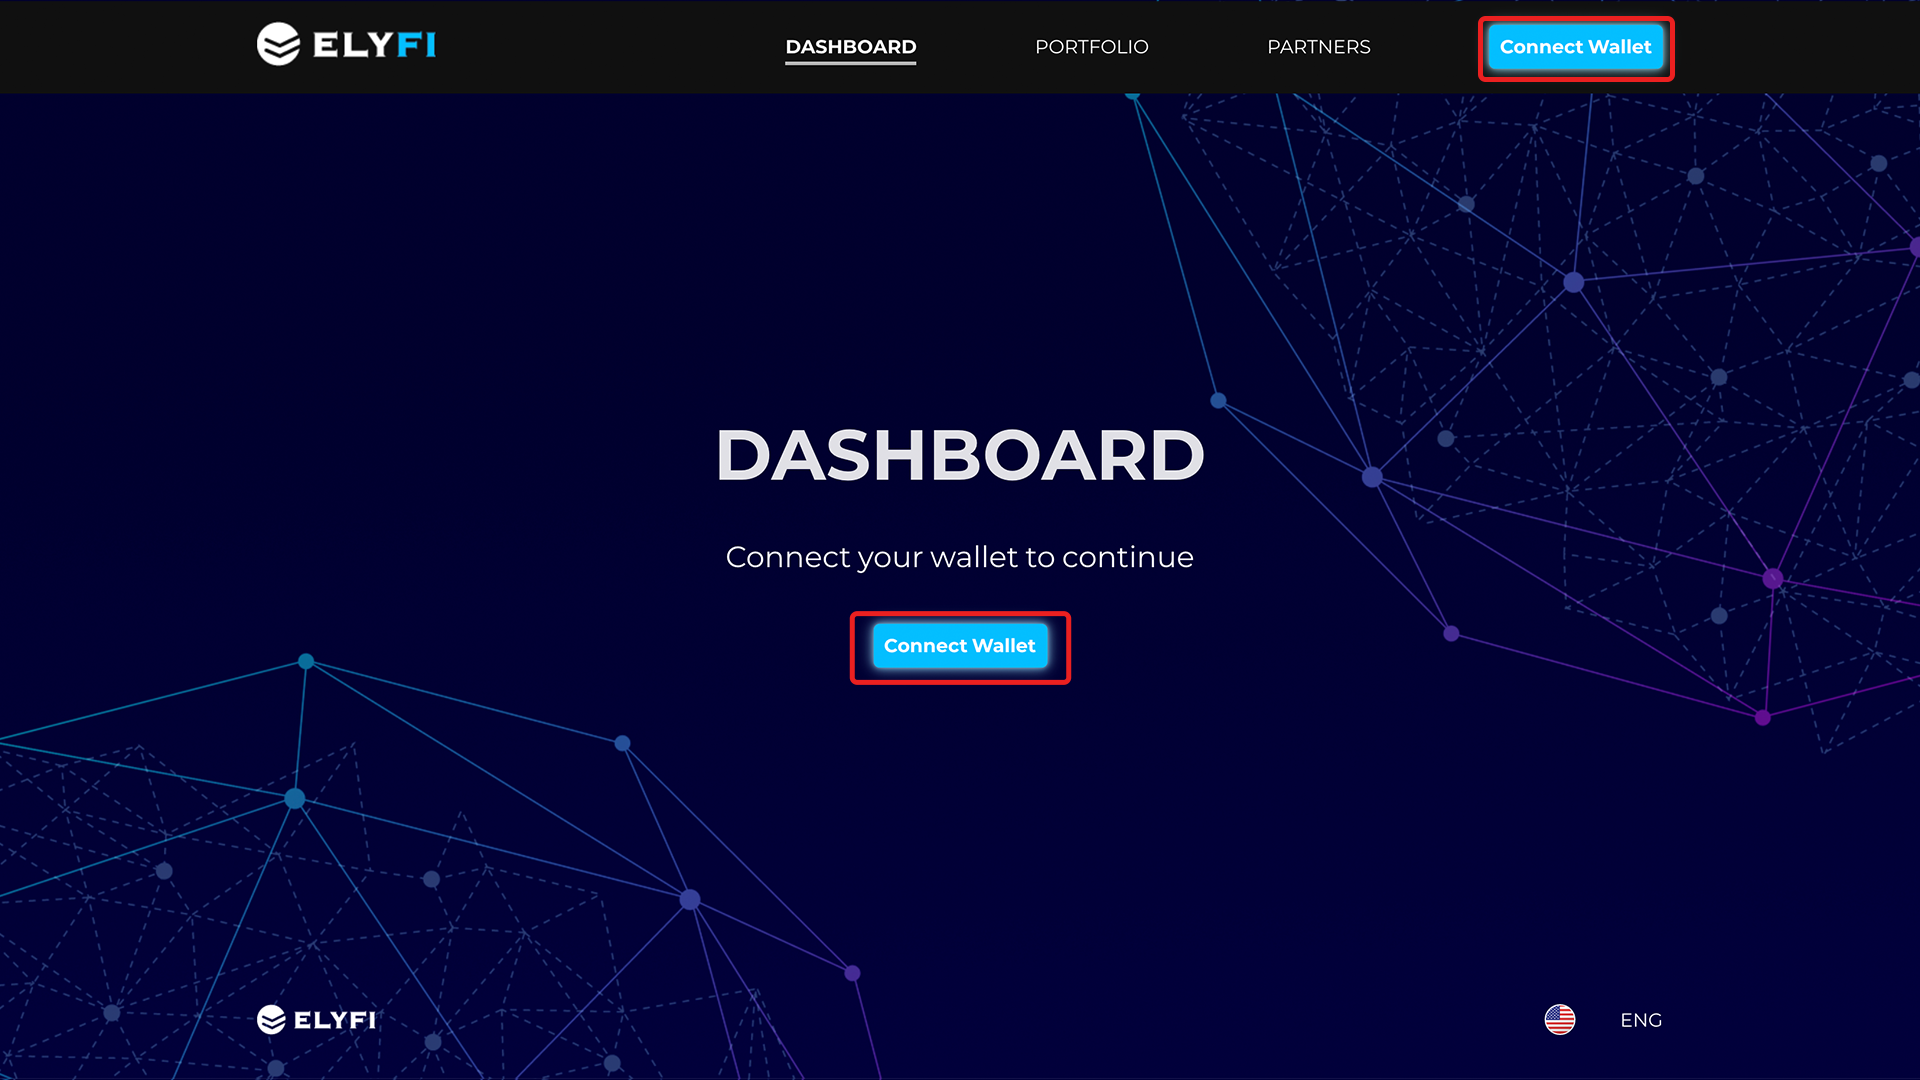 ELYFI
DASHBOARD
PORTFOLIO
PARTNERS
Connect Wallet
DASHBOARD
Connect your wallet to continue
Connect Wallet
ELYFI
ENG